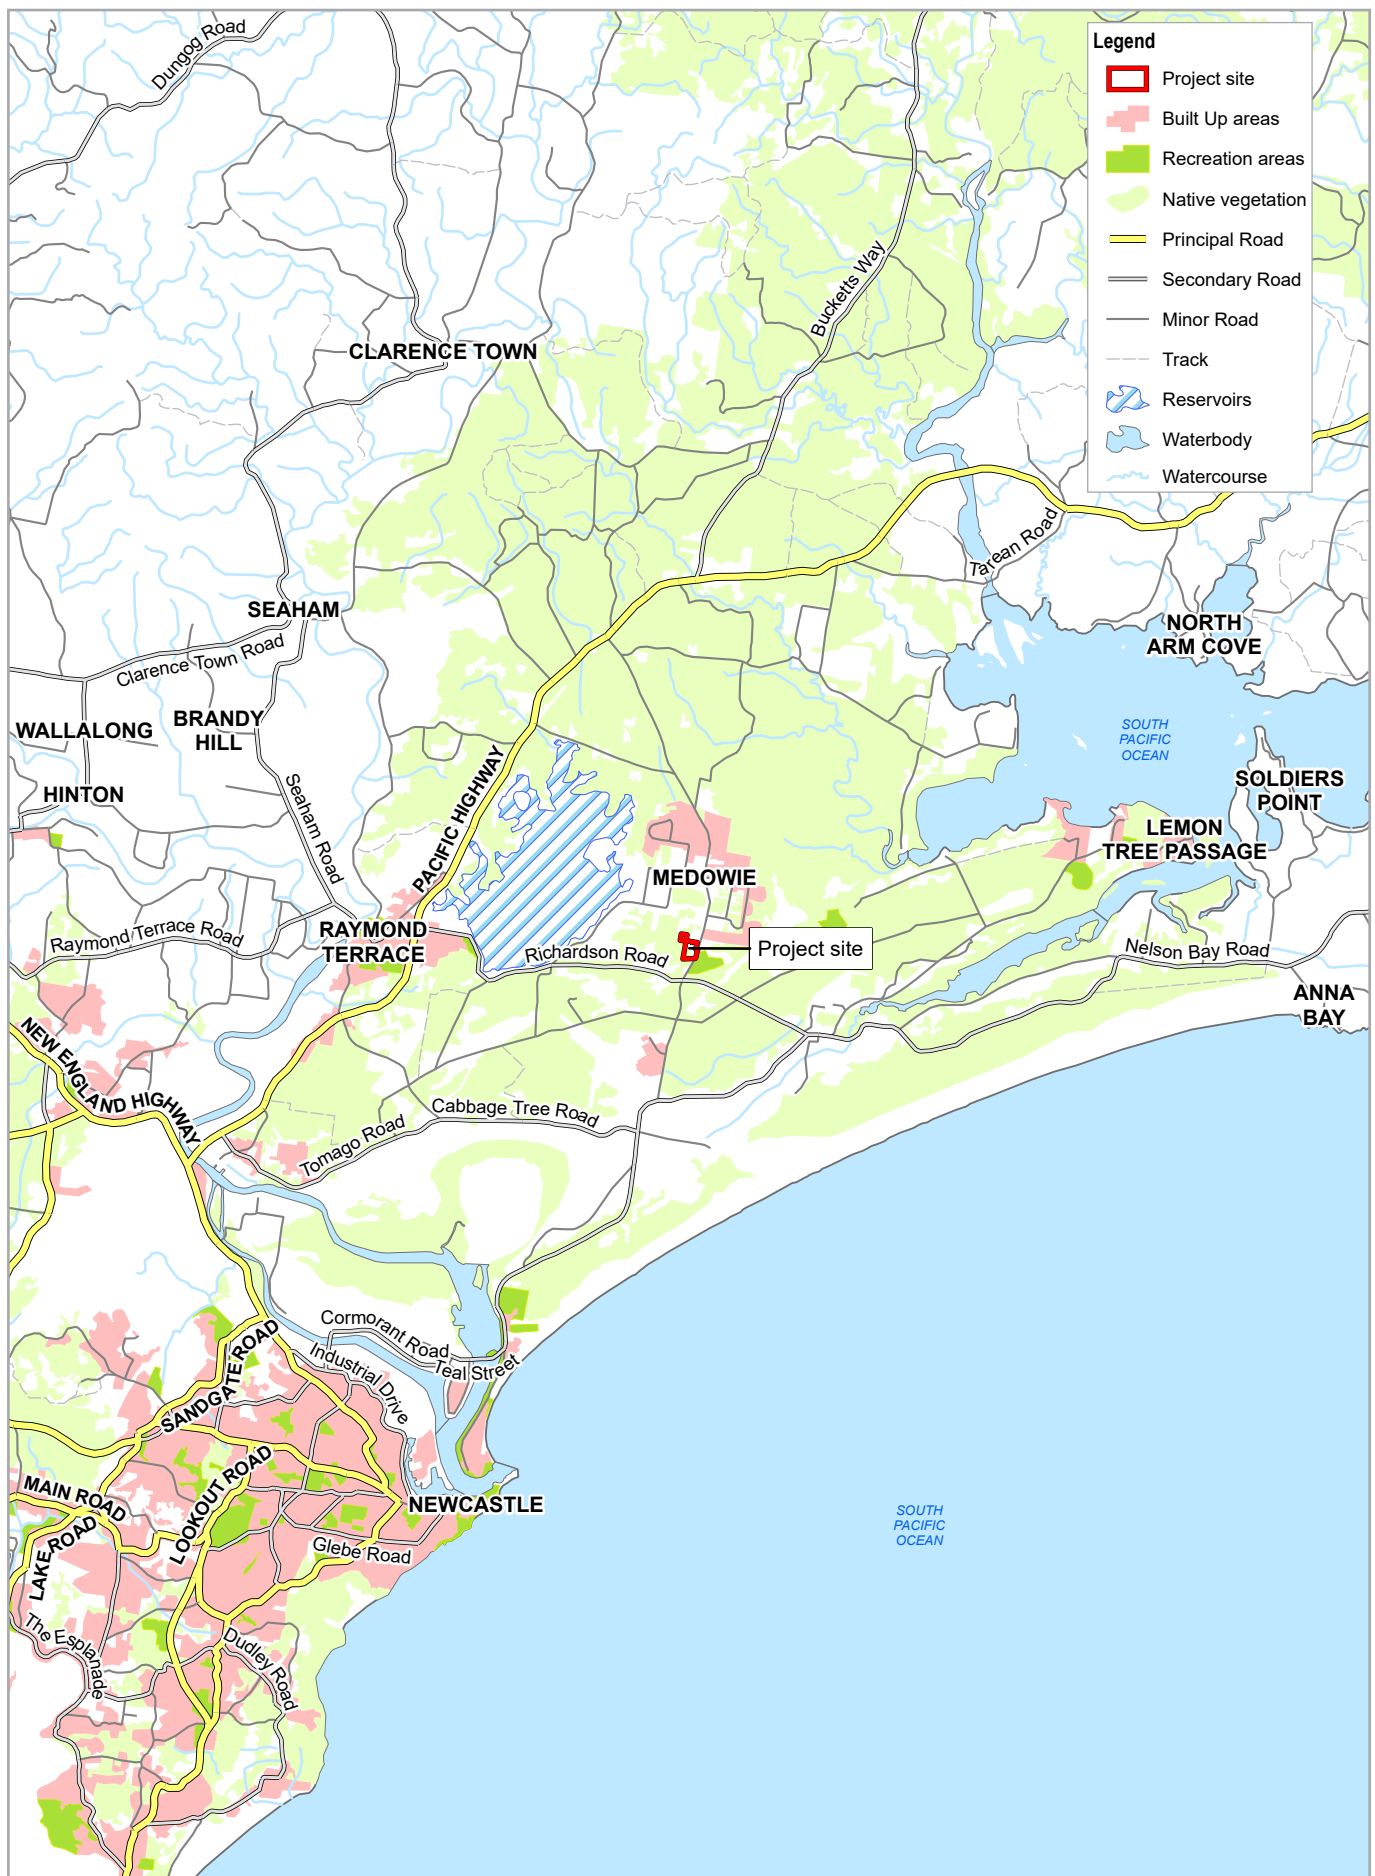 Dungog Road
Legend
Project site
Built Up areas
Recreation areas
Native vegetation
Principal Road
Secondary Road
Minor Road
Track
Reservoirs
Waterbody
Watercourse
Bucketts Way
CLARENCE TOWN
Tarean Road
SEAHAM
Clarence Town Road
NORTH
ARM COVE
WALLALONG
BRANDY
HILL
SOUTH
PACIFIC
OCEAN
PACIFIC HIGHWAY
HINTON
Seaham Road
SOLDIERS
POINT
LEMON
TREE PASSAGE
MEDOWIE
RAYMOND
TERRACE
Raymond Terrace Road
Richardson Road
Project site
Nelson Bay Road
ANNA
BAY
NEW ENGLAND HIGHWAY
Cabbage Tree Road
Tomago Road
Cormorant Road
Teal Street
Industrial Drive
SANDGATE ROAD
LOOKOUT ROAD
MAIN ROAD
NEWCASTLE
LAKE ROAD
Glebe Road
SOUTH
PACIFIC
OCEAN
The Esplanade
Dudley Road